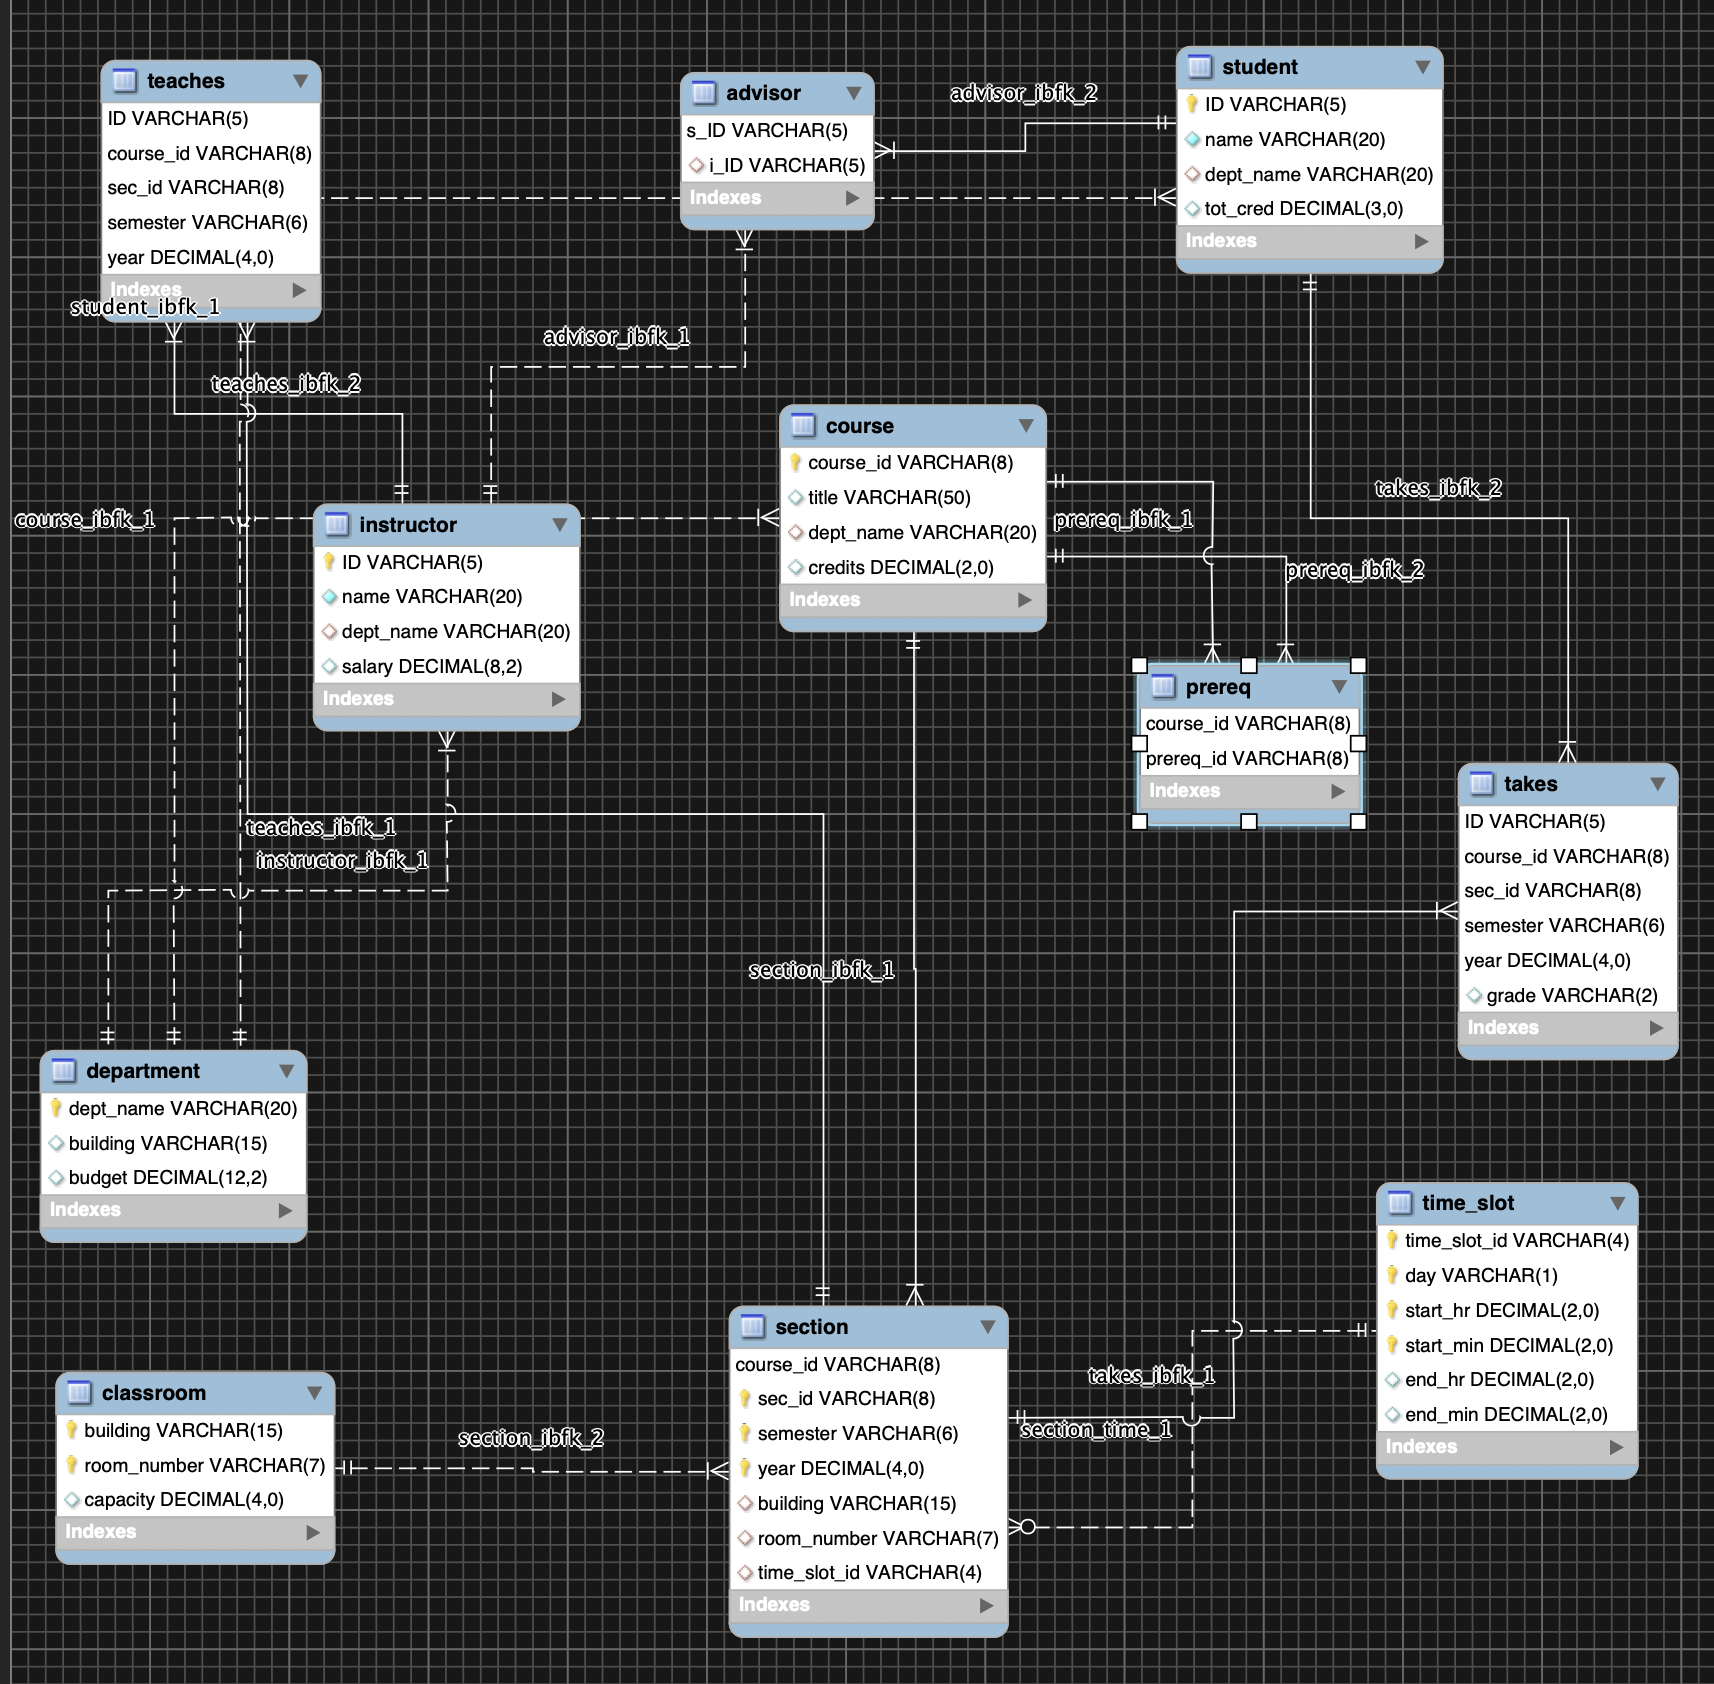 teaches
ID VARCHAR(5)
course_id VARCHAR(8)
sec_id VARCHAR(8)
semester VARCHAR(6)
year DECIMAL(4,0)
Indexes
student_ibfk_1
advisor
s_ID VARCHAR(5)
i_ID VARCHAR(5)
Indexes
advisor_ibfk_2
student
ID VARCHAR(5)
name VARCHAR(20)
dept_name VARCHAR(20)
tot_cred DECIMAL(3,0)
Indexes
advisor_ibfk_1
teaches_ibfk_2
course_ibfk_1
instructor
ID VARCHAR(5)
name VARCHAR(20)
dept_name VARCHAR(20)
salary DECIMAL(8,2)
Indexes
course
course_id VARCHAR(8)
title VARCHAR(50)
dept_name VARCHAR(20)
credits DECIMAL(2,0)
Indexes
prereq_ibfk_1
prereq_ibfk_2
takes_ibfk_2
prereq
course_id VARCHAR(8)
prereq_id VARCHAR(8)
Indexes
takes
ID VARCHAR(5)
course_id VARCHAR(8)
sec_id VARCHAR(8)
semester VARCHAR(6)
year DECIMAL(4,0)
grade VARCHAR(2)
Indexes
teaches_ibfk_1
instructor_ibfk_1
section_ibfk_1
department
dept_name VARCHAR(20)
building VARCHAR(15)
budget DECIMAL(12,2)
Indexes
time_slot
time_slot_id VARCHAR(4)
day VARCHAR(1)
start_hr DECIMAL(2,0)
start_min DECIMAL(2,0)
end_hr DECIMAL(2,0)
end_min DECIMAL(2,0)
Indexes
classroom
building VARCHAR(15)
room_number VARCHAR(7)
capacity DECIMAL(4,0)
Indexes
section_ibfk_2
section
course_id VARCHAR(8)
sec_id VARCHAR(8)
semester VARCHAR(6)
year DECIMAL(4,0)
building VARCHAR(15)
room_number VARCHAR(7)
time_slot_id VARCHAR(4)
Indexes
takes_ibfk_1
section_time_1